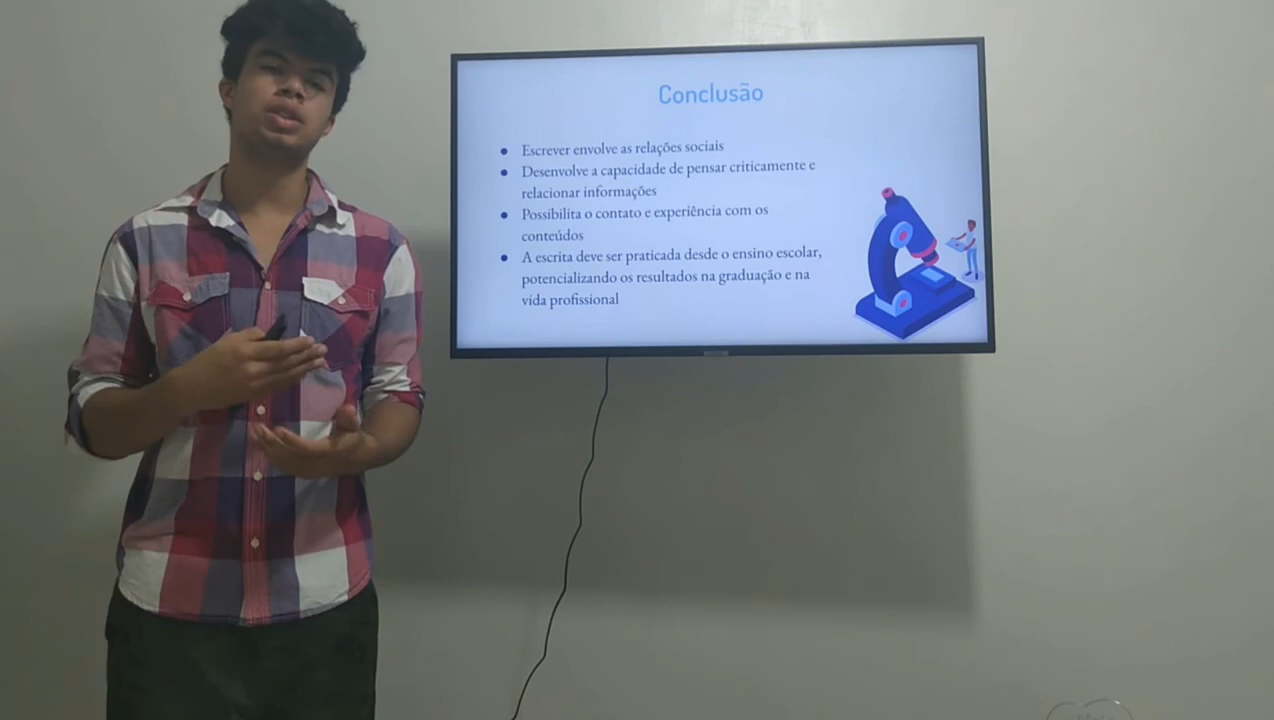 Conclusão
● Escrever envolve as relações sociais
● Desenvolve a capacidade de pensar criticamente e
relacionar informações
● Possibilita o contato e experiência com os
conteúdos
● A escrita deve ser praticada desde o ensino escolar,
potencializando os resultados na graduação e na
vida profissional